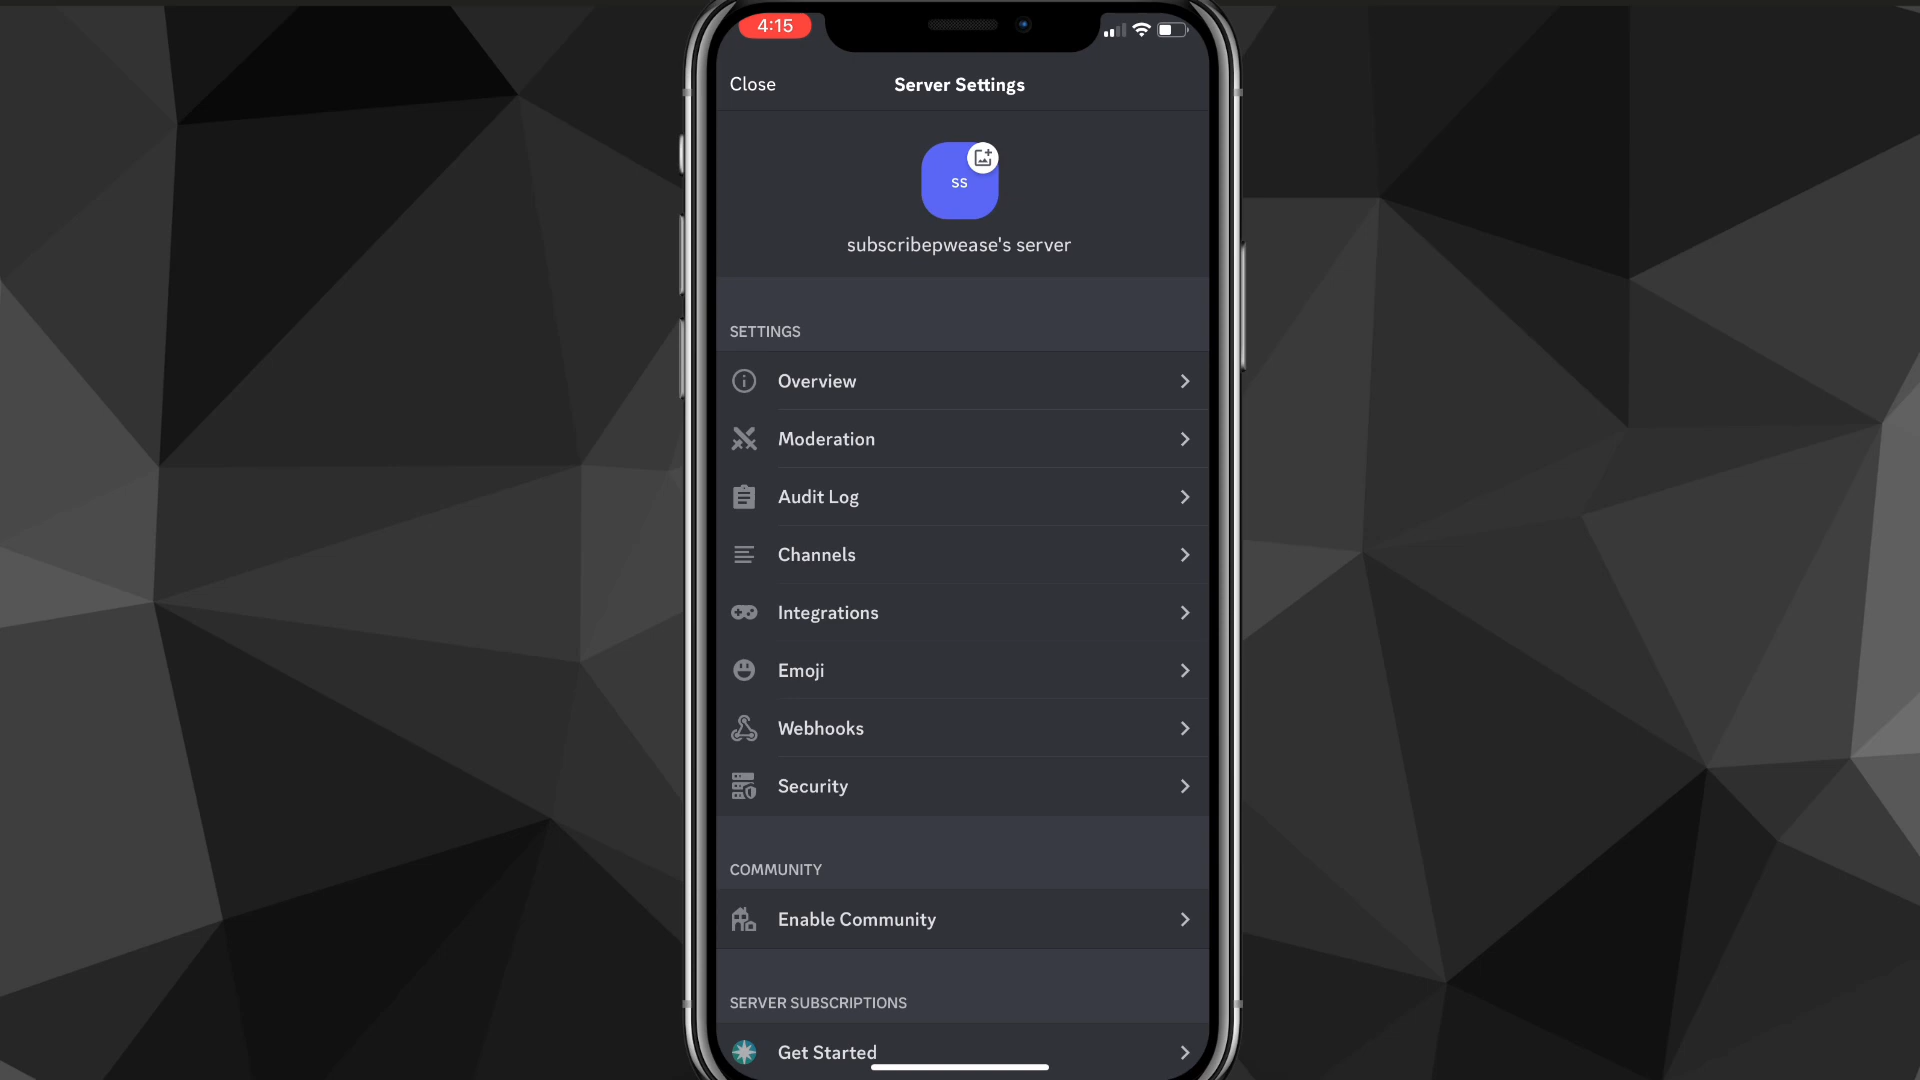 4:15
Close
Server Settings
ss
subscribepwease's server
SETTINGS
Overview
Moderation
Audit Log
Channels
Integrations
Emoji
Webhooks
Security
COMMUNITY
Enable Community
SERVER SUBSCRIPTIONS
Get Started